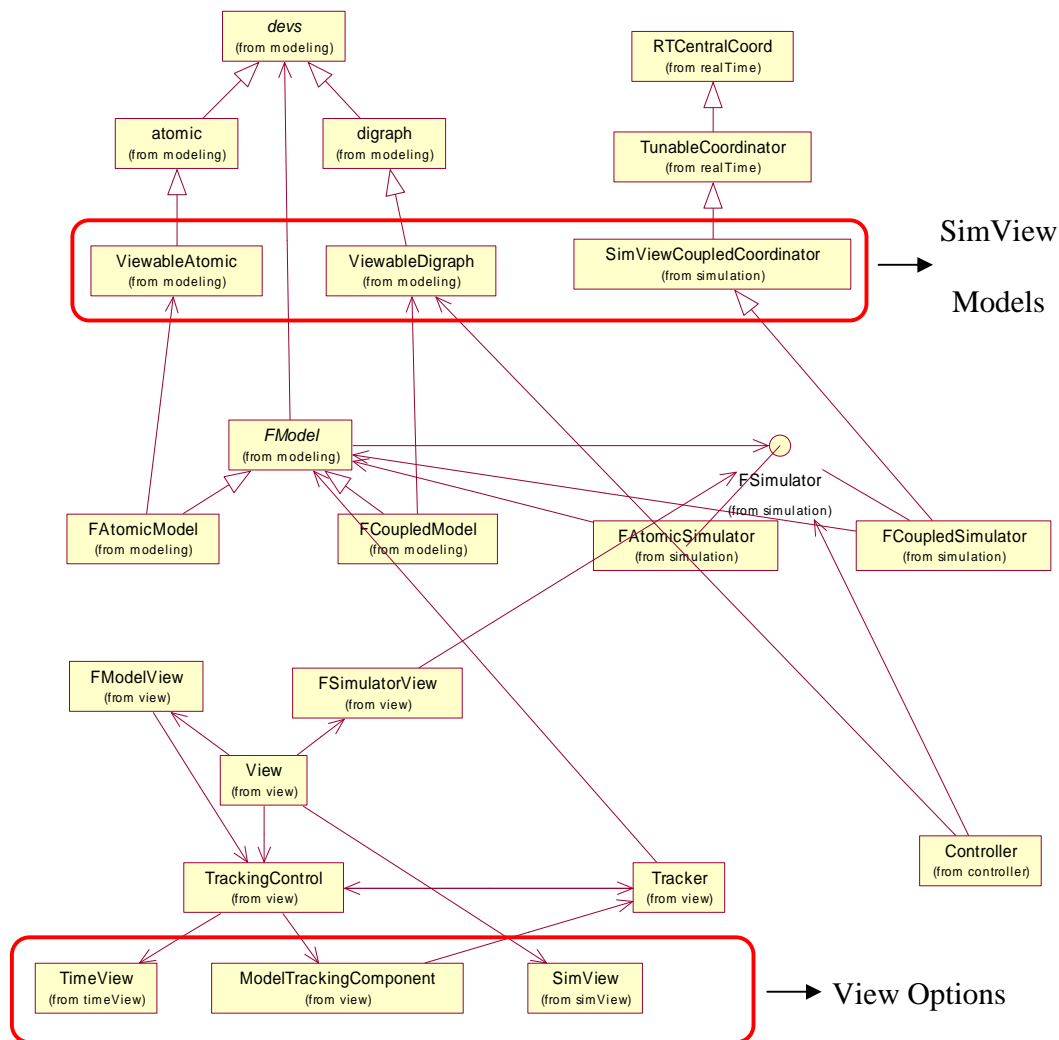 devs
(from modeling)
RTCentralCoord
(from realTime)
atomic
(from modeling)
digraph
(from modeling)
TunableCoordinator
(from realTime)
ViewableAtomic
(from modeling)
ViewableDigraph
(from modeling)
SimViewCoupledCoordinator
(from simulation)
SimView
Models
FModel
(from modeling)
FSimulator
(from simulation)
FAtomicModel
(from modeling)
FCoupledModel
(from modeling)
FAtomicSimulator
(from simulation)
FCoupledSimulator
(from simulation)
FModelView
(from view)
FSimulatorView
(from view)
View
(from view)
TrackingControl
(from view)
Tracker
(from view)
Controller
(from controller)
TimeView
(from timeView)
ModelTrackingComponent
(from view)
SimView
(from simView)
View Options